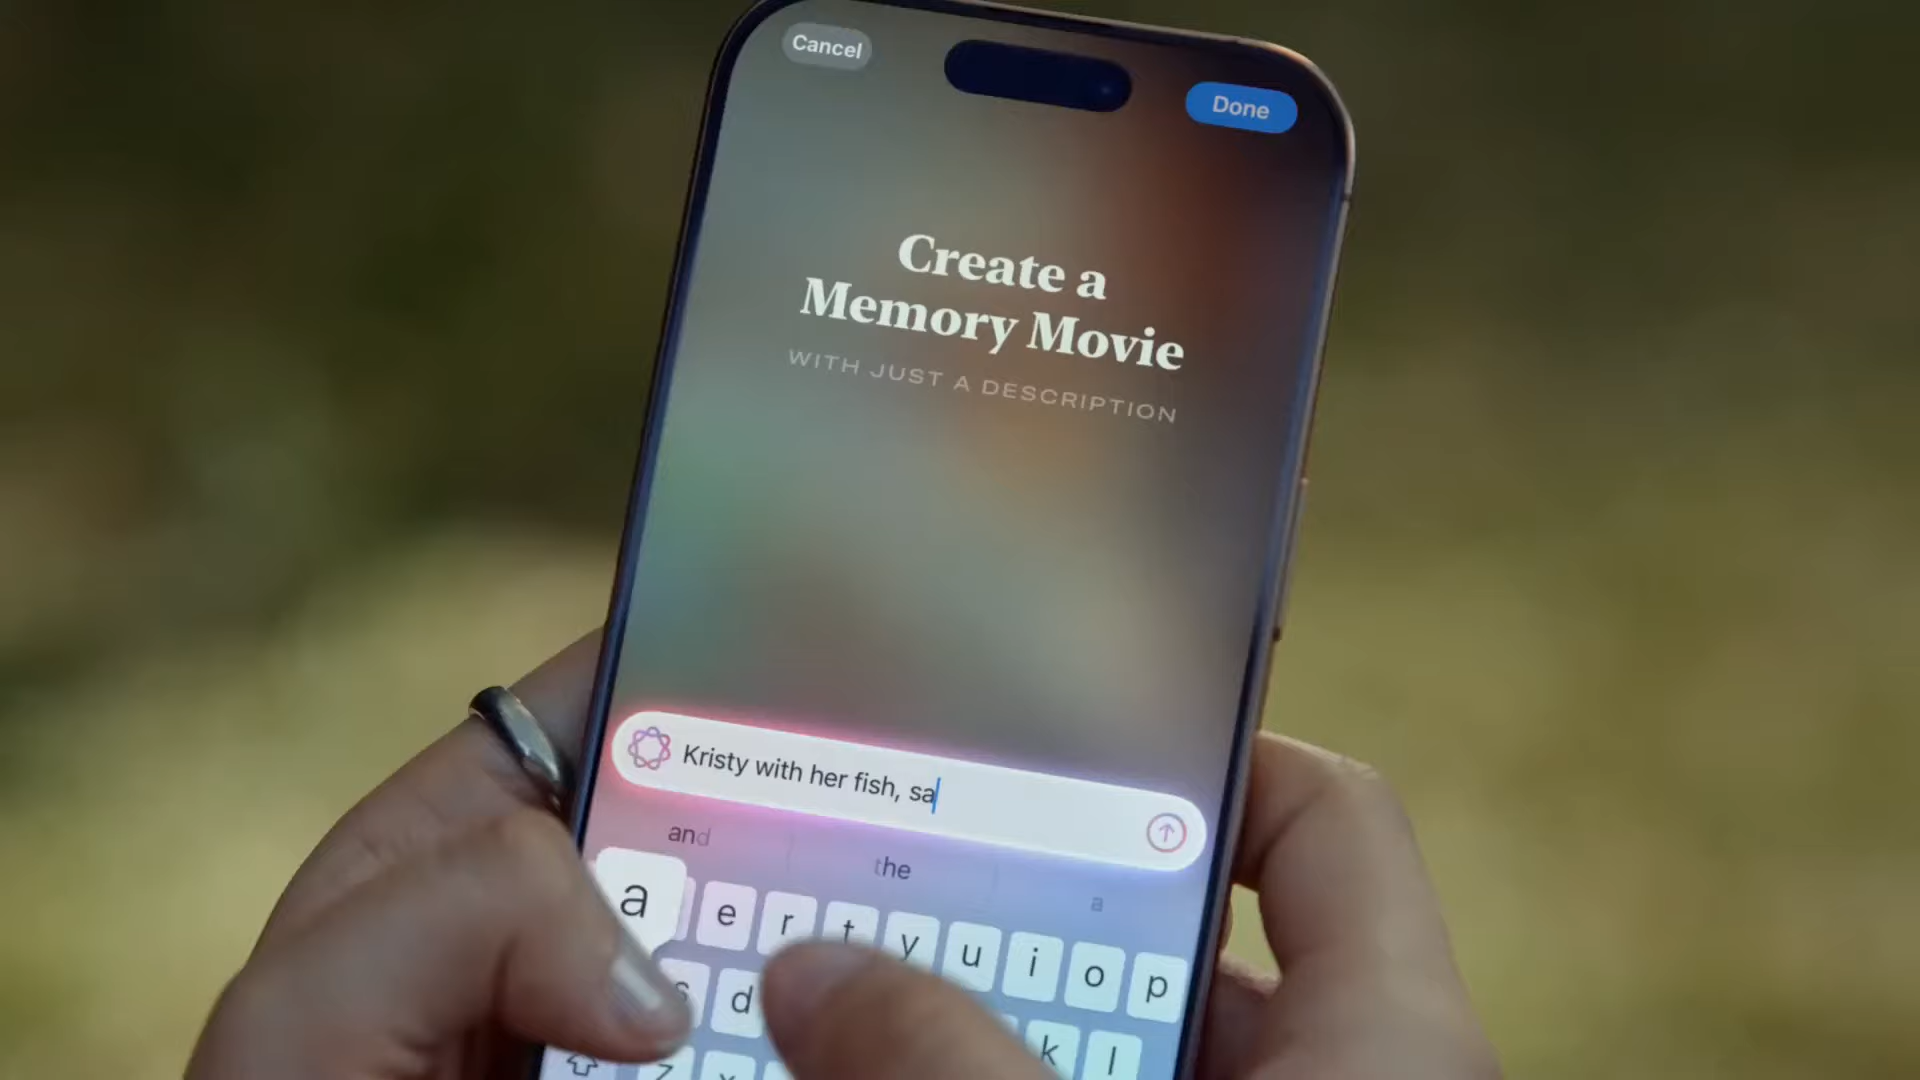 Cancel
Done
Create a
Memory Movie
WITH JUST A DESCRIPTION
Kristy with her fish, sa
and the a
a e r t y u i o p
s d k l
z x